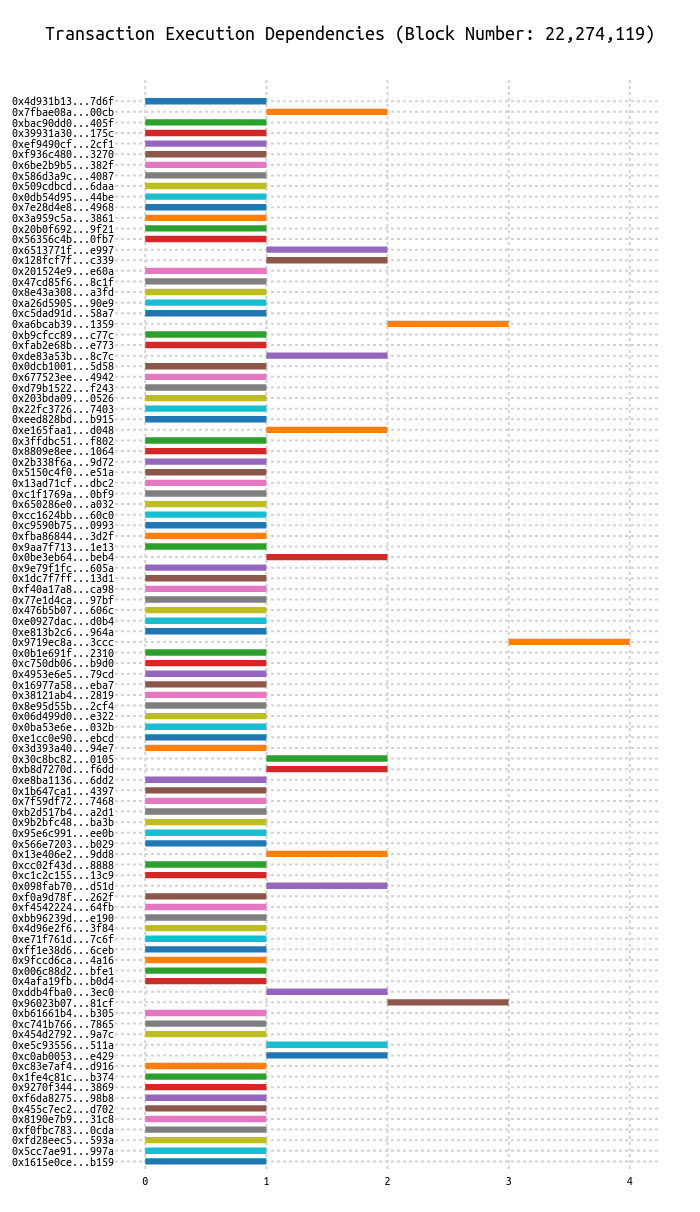 Transaction Execution Dependencies (Block Number: 22,274,119)
0x4d931b13...7d6f
0x7fbae08a...00cb
0xbac90dd0...405f
0x39931a30...175c
0xef9490cf...2cf1
0xf936c480...3270
0x6be2b9b5...382f
0x586d3a9c...4087
0x509cdbcd...6daa
0x0db54d95...44be
0x7e28d4e8...4968
0x3a959c5a...3861
0x20b0f692...9f21
0x56356c4b...0fb7
0x6513771f...e997
0x128fcf7f...c339
0x201524e9...e60a
0x47cd85f6...8c1f
0x8e43a308...a3fd
0xa26d5905...90e9
0xc5dad91d...58a7
0xa6bcab39...1359
0xb9cfcc89...c77c
0xfab2e68b...e773
0xde83a53b...8c7c
0x0dcb1001...5d58
0x677523ee...4942
0xd79b1522...f243
0x203bda09...0526
0x22fc3726...7403
0xeed828bd...b915
0xe165faa1...d048
0x3ffdbc51...f802
0x8809e8ee...1064
0x2b338f6a...9d72
0x5150c4f0...e51a
0x13ad71cf...dbc2
0xc1f1769a...0bf9
0x650286e0...a032
0xcc1624bb...60c0
0xc9590b75...0993
0xfba86844...3d2f
0x9aa7f713...1e13
0x0be3eb64...beb4
0x9e79f1fc...605a
0x1dc7f7ff...13d1
0xf40a17a8...ca98
0x77e1d4ca...97bf
0x476b5b07...606c
0xe0927dac...d0b4
0xe813b2c6...964a
0x9719ec8a...3ccc
0x0b1e691f...2310
0xc750db06...b9d0
0x4953e6e5...79cd
0x16977a58...eba7
0x38121ab4...2819
0x8e95d55b...2cf4
0x06d499d0...e322
0x0ba53e6e...032b
0xe1cc0e90...ebcd
0x3d393a40...94e7
0x30c8bc82...0105
0xb8d7270d...f6dd
0xe8ba1136...6dd2
0x1b647ca1...4397
0x7f59df72...7468
0xb2d517b4...a2d1
0x9b2bfc48...ba3b
0x95e6c991...ee0b
0x566e7203...b029
0x13e406e2...9dd8
0xcc02f43d...8888
0xc1c2c155...13c9
0x098fab70...d51d
0xf0a9d78f...262f
0xf4542224...64fb
0xbb96239d...e190
0x4d96e2f6...3f84
0xe71f761d...7c6f
0xff1e38d6...6ceb
0x9fccd6ca...4a16
0x006c88d2...bfe1
0x4afa19fb...b0d4
0xddb4fba0...3ec0
0x96023b07...81cf
0xb61661b4...b305
0xc741b766...7865
0x454d2792...9a7c
0xe5c93556...511a
0xc0ab0053...e429
0xc83e7af4...d916
0x1fe4c81c...b374
0x9270f344...3869
0xf6da8275...98b8
0x455c7ec2...d702
0x8190e7b9...31c8
0xf0fbc783...0cda
0xfd28eec5...593a
0x5cc7ae91...997a
0x1615e0ce...b159
0 1 2 3 4